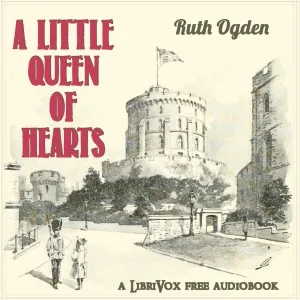 A LITTLE
QUEEN
OF
HEARTS
Ruth Ogden
A LIBRIVOX FREE AUDIOBOOK